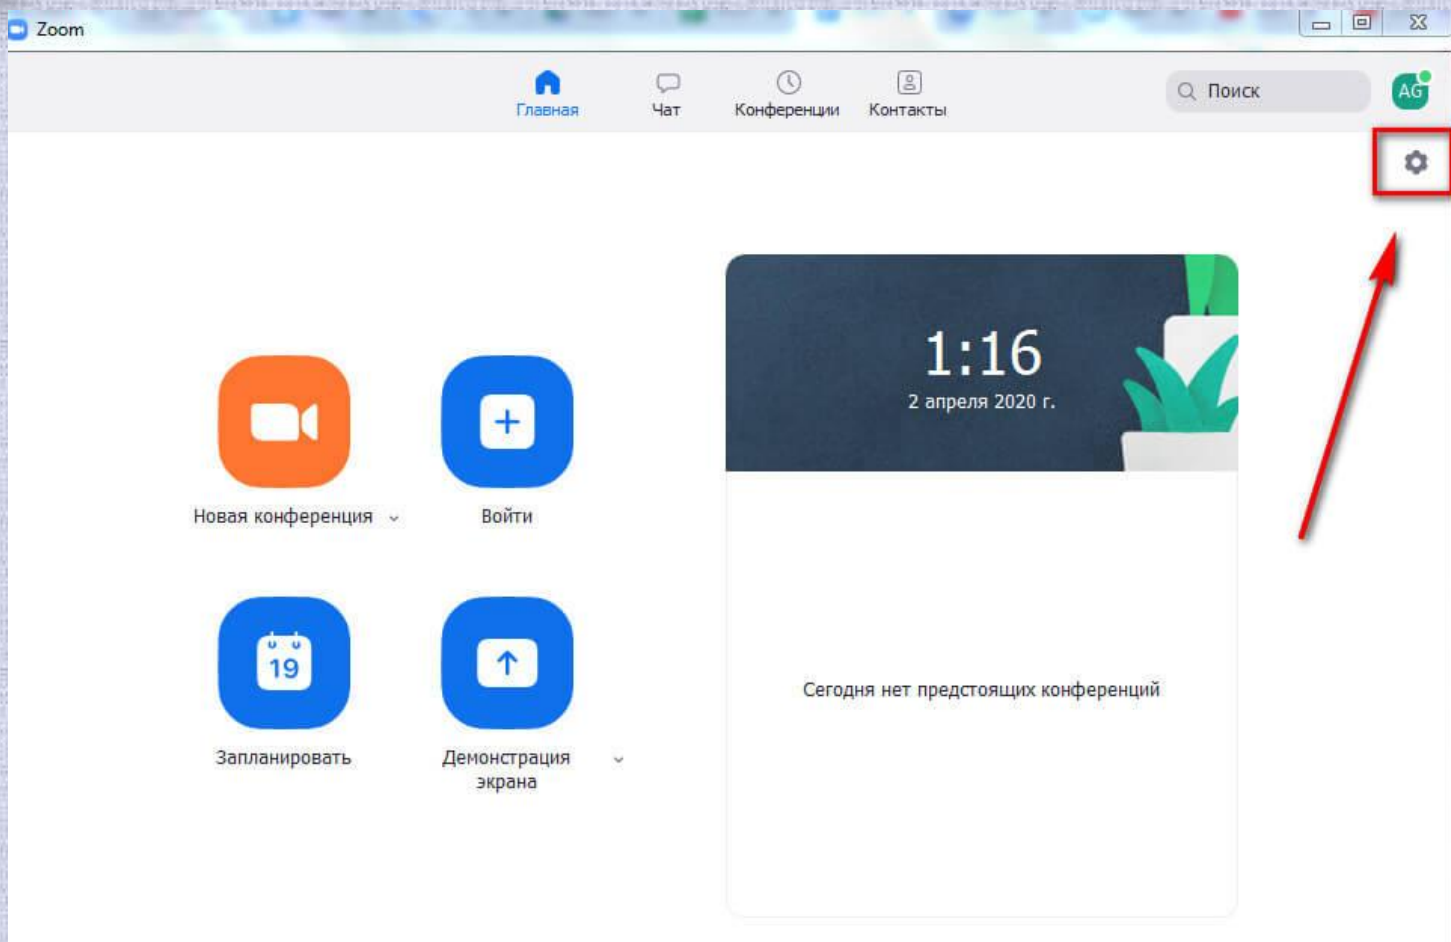 Zoom
Главная
Чат
Конференции
Контакты
Поиск
AG
1:16
2 апреля 2020 г.
Новая конференция
Войти
19
Запланировать
Демонстрация
экрана
Сегодня нет предстоящих конференций